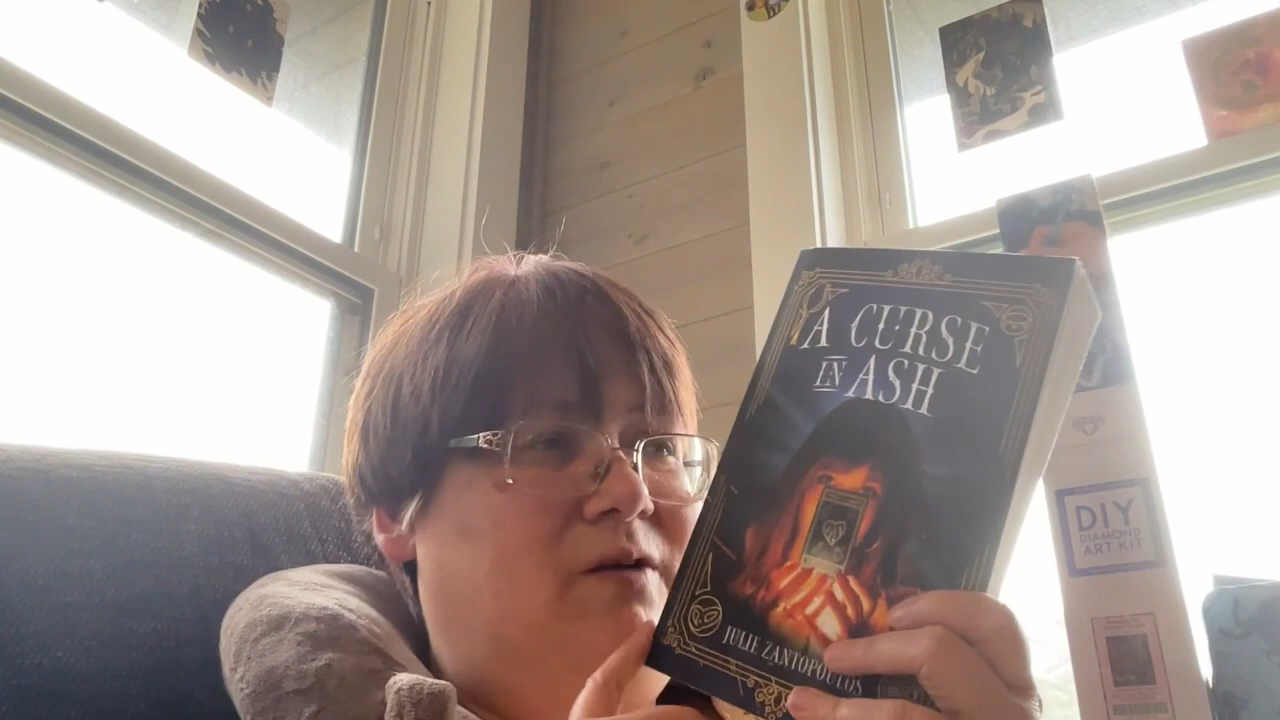 A CURSE
IN ASH
JULIE ZANTOPOULOS
DIY
DIAMOND
ART KIT